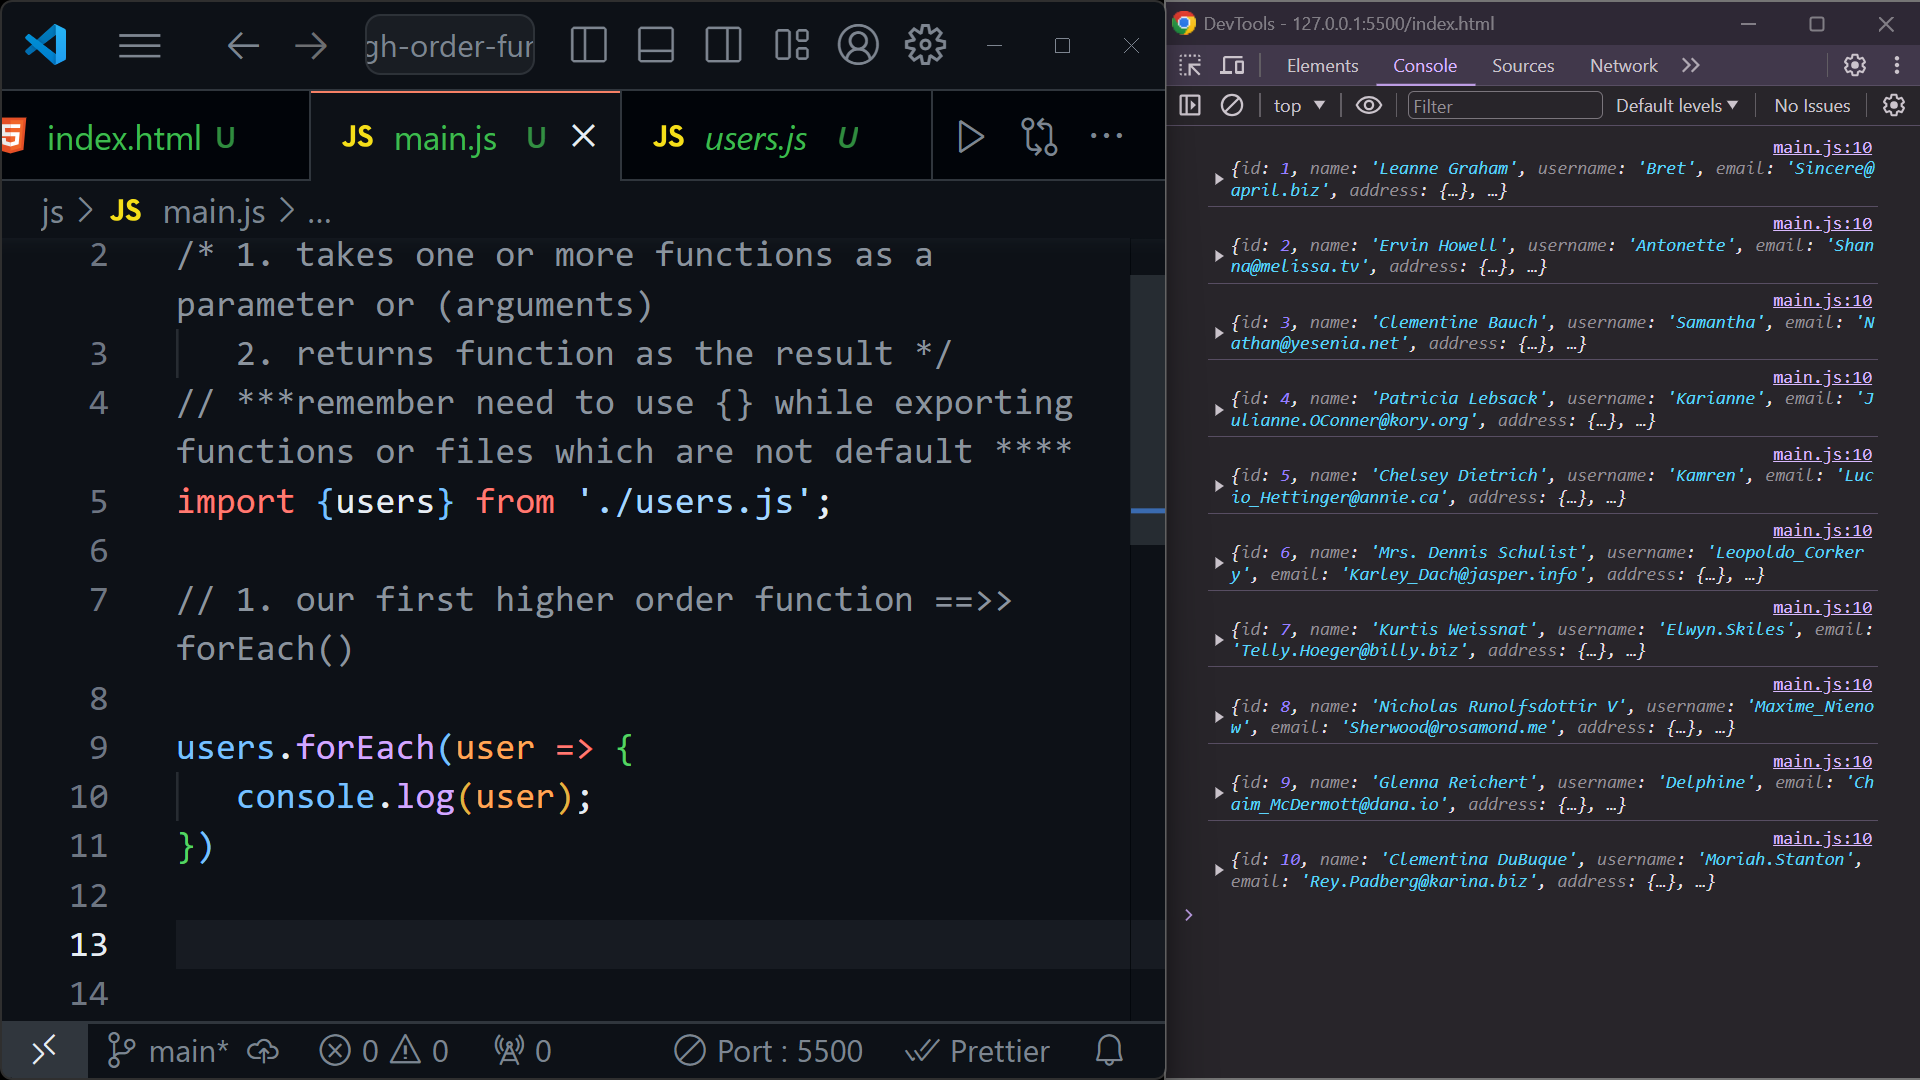 gh-order-fur
index.html U
JS main.js U
JS users.js U
js > JS main.js > ...
2 /* 1. takes one or more functions as a
parameter or (arguments)
3 2. returns function as the result */
4 // ***remember need to use {} while exporting
functions or files which are not default ****
5 import {users} from './users.js';
6
7 // 1. our first higher order function ==>>
forEach()
8
9 users.forEach(user => {
10 console.log(user);
11 })
12
13
14
main* 0 0 0 Port : 5500 Prettier
DevTools - 127.0.0.1:5500/index.html
Elements Console Sources Network
top Filter Default levels No Issues
main.js:10
{id: 1, name: 'Leanne Graham', username: 'Bret', email: 'Sincere@
april.biz', address: {…}, …}
main.js:10
{id: 2, name: 'Ervin Howell', username: 'Antonette', email: 'Shan
na@melissa.tv', address: {…}, …}
main.js:10
{id: 3, name: 'Clementine Bauch', username: 'Samantha', email: 'N
athan@yesenia.net', address: {…}, …}
main.js:10
{id: 4, name: 'Patricia Lebsack', username: 'Karianne', email: 'J
ulianne.OConner@kory.org', address: {…}, …}
main.js:10
{id: 5, name: 'Chelsey Dietrich', username: 'Kamren', email: 'Luc
io_Hettinger@annie.ca', address: {…}, …}
main.js:10
{id: 6, name: 'Mrs. Dennis Schulist', username: 'Leopoldo_Corker
y', email: 'Karley_Dach@jasper.info', address: {…}, …}
main.js:10
{id: 7, name: 'Kurtis Weissnat', username: 'Elwyn.Skiles', email:
'Telly.Hoeger@billy.biz', address: {…}, …}
main.js:10
{id: 8, name: 'Nicholas Runolfsdottir V', username: 'Maxime_Nieno
w', email: 'Sherwood@rosamond.me', address: {…}, …}
main.js:10
{id: 9, name: 'Glenna Reichert', username: 'Delphine', email: 'Ch
aim_McDermott@dana.io', address: {…}, …}
main.js:10
{id: 10, name: 'Clementina DuBuque', username: 'Moriah.Stanton',
email: 'Rey.Padberg@karina.biz', address: {…}, …}